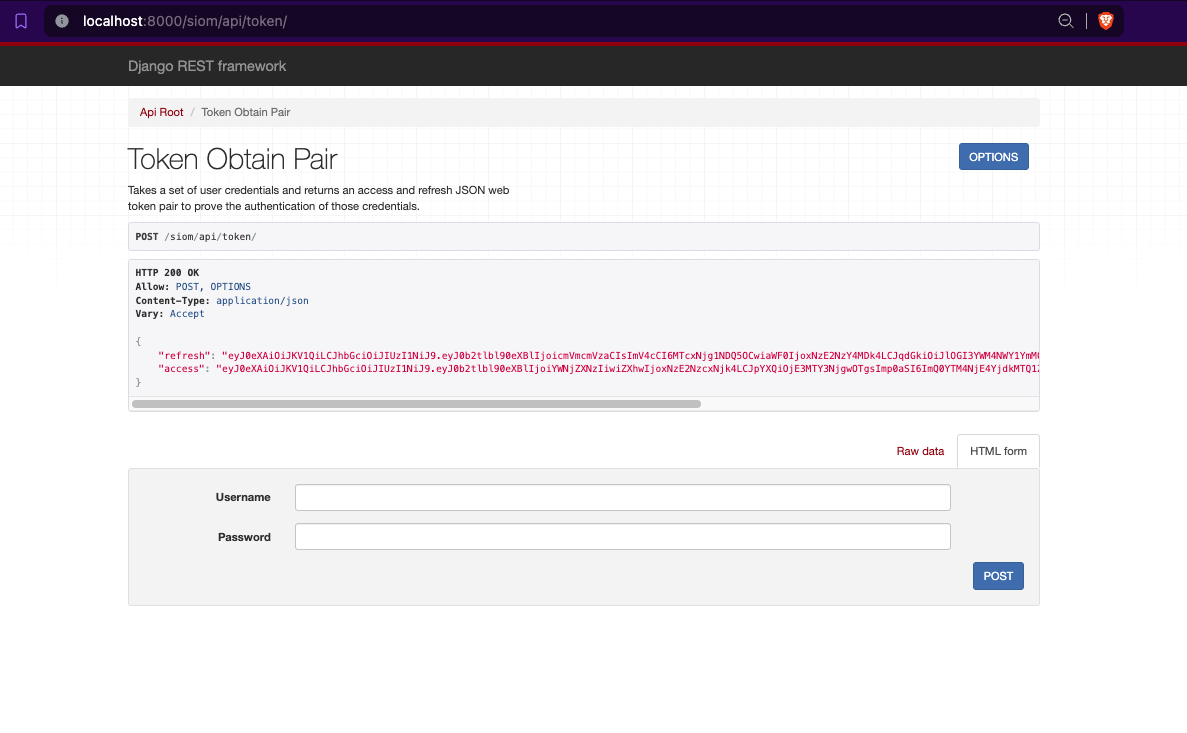 localhost:8000/siom/api/token/
Django REST framework
Api Root / Token Obtain Pair
Token Obtain Pair
OPTIONS
Takes a set of user credentials and returns an access and refresh JSON web
token pair to prove the authentication of those credentials.
POST /siom/api/token/
HTTP 200 OK
Allow: POST, OPTIONS
Content-Type: application/json
Vary: Accept
{
"refresh": "eyJ0eXAiOiJKV1QiLCJhbGciOiJIUzI1NiJ9.eyJ0b2tlbl90eXBlIjoicmVmcmVzaCIsImV4cCI6MTcxNjg1NDQ5OCwiaWF0IjoxNzE2NzY4MDk4LCJqdGkiOiJlOGI3YWM4NWY1YmM
"access": "eyJ0eXAiOiJKV1QiLCJhbGciOiJIUzI1NiJ9.eyJ0b2tlbl90eXBlIjoiYWNjZXNzIiwiZXhwIjoxNzE2NzcxNjk4LCJpYXQiOjE3MTY3NjgwOTgsImp0aSI6ImQ0YTM4NjE4YjdkMTQ1
}
Raw data
HTML form
Username
Password
POST